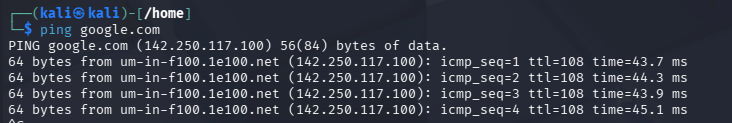 ┌──(kali㉿kali)-[/home]
└─$ ping google.com
PING google.com (142.250.117.100) 56(84) bytes of data.
64 bytes from um-in-f100.1e100.net (142.250.117.100): icmp_seq=1 ttl=108 time=43.7 ms
64 bytes from um-in-f100.1e100.net (142.250.117.100): icmp_seq=2 ttl=108 time=44.3 ms
64 bytes from um-in-f100.1e100.net (142.250.117.100): icmp_seq=3 ttl=108 time=43.9 ms
64 bytes from um-in-f100.1e100.net (142.250.117.100): icmp_seq=4 ttl=108 time=45.1 ms